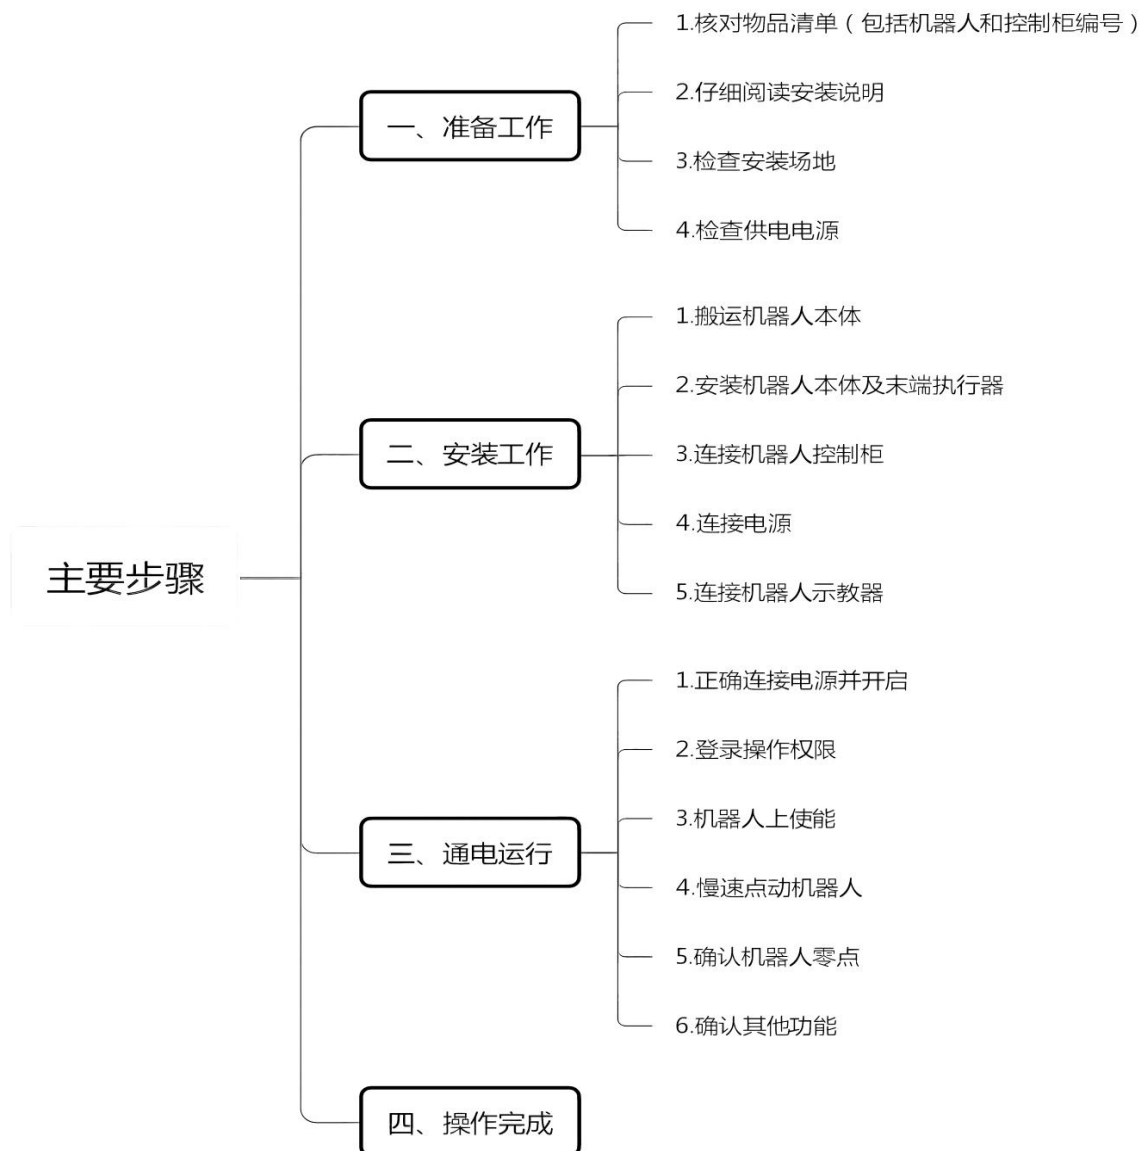 主要步骤
一、准备工作
1.核对物品清单（包括机器人和控制柜编号）
2.仔细阅读安装说明
3.检查安装场地
4.检查供电电源
二、安装工作
1.搬运机器人本体
2.安装机器人本体及末端执行器
3.连接机器人控制柜
4.连接电源
5.连接机器人示教器
三、通电运行
1.正确连接电源并开启
2.登录操作权限
3.机器人上使能
4.慢速点动机器人
5.确认机器人零点
6.确认其他功能
四、操作完成